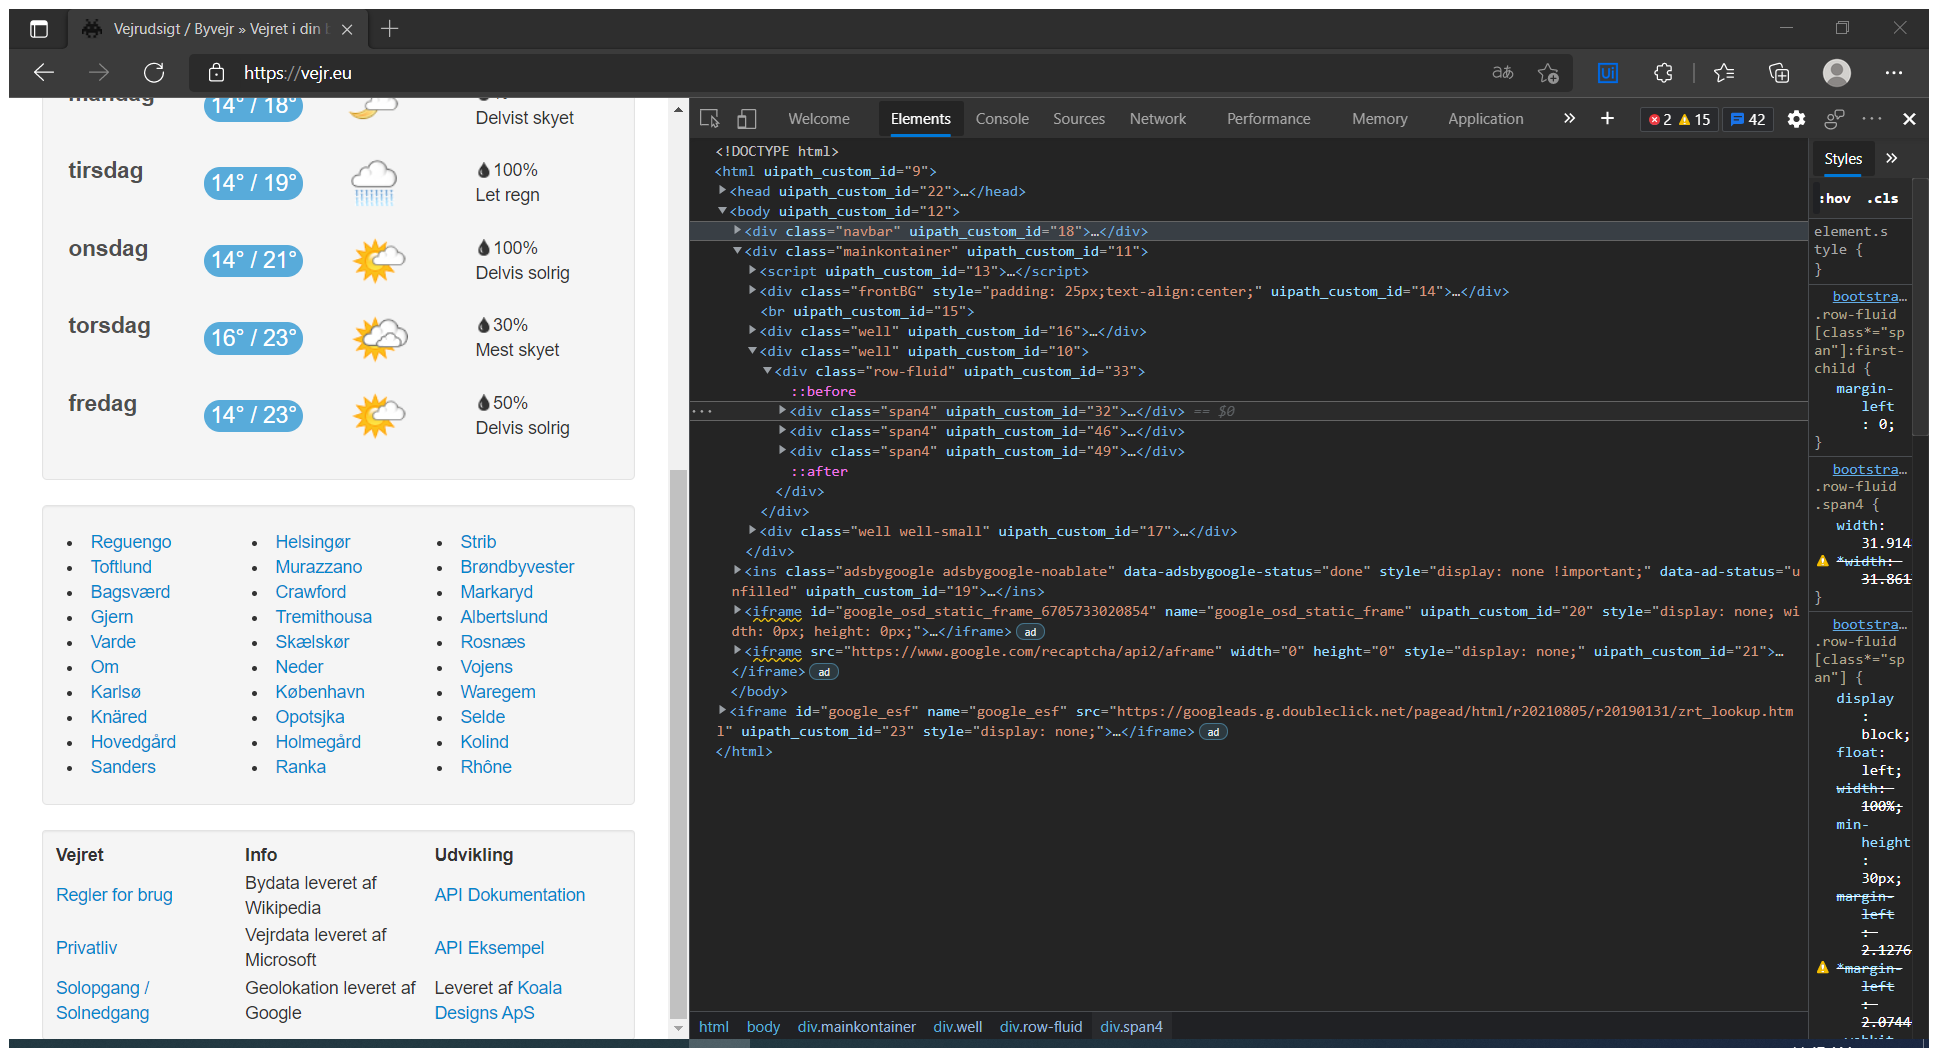 Vejrudsigt / Byvejr » Vejret i din b
https://vejr.eu
mandag
14° / 18°
Delvist skyet
tirsdag
14° / 19°
100%
Let regn
onsdag
14° / 21°
100%
Delvis solrig
torsdag
16° / 23°
30%
Mest skyet
fredag
14° / 23°
50%
Delvis solrig
Reguengo
Toftlund
Bagsværd
Gjern
Varde
Om
Karlsø
Knäred
Hovedgård
Sanders
Helsingør
Murazzano
Crawford
Tremithousa
Skælskør
Neder
København
Opotsjka
Holmegård
Ranka
Strib
Brøndbyvester
Markaryd
Albertslund
Rosnæs
Vojens
Waregem
Selde
Kolind
Rhône
Vejret
Regler for brug
Privatliv
Solopgang /
Solnedgang
Info
Bydata leveret af
Wikipedia
Vejrdata leveret af
Microsoft
Geolokation leveret af
Google
Udvikling
API Dokumentation
API Eksempel
Leveret af Koala
Designs ApS
Welcome Elements Console Sources Network Performance Memory Application » + 2 15 42
<!DOCTYPE html>
<html uipath_custom_id="9">
<head uipath_custom_id="22">…</head>
<body uipath_custom_id="12">
<div class="navbar" uipath_custom_id="18">…</div>
<div class="mainkontainer" uipath_custom_id="11">
<script uipath_custom_id="13">…</script>
<div class="frontBG" style="padding: 25px;text-align:center;" uipath_custom_id="14">…</div>
<br uipath_custom_id="15">
<div class="well" uipath_custom_id="16">…</div>
<div class="well" uipath_custom_id="10">
<div class="row-fluid" uipath_custom_id="33">
::before
<div class="span4" uipath_custom_id="32">…</div> == $0
<div class="span4" uipath_custom_id="46">…</div>
<div class="span4" uipath_custom_id="49">…</div>
::after
</div>
</div>
<div class="well well-small" uipath_custom_id="17">…</div>
</div>
<ins class="adsbygoogle adsbygoogle-noablate" data-adsbygoogle-status="done" style="display: none !important;" data-ad-status="u
nfilled" uipath_custom_id="19">…</ins>
<iframe id="google_osd_static_frame_6705733020854" name="google_osd_static_frame" uipath_custom_id="20" style="display: none; wi
dth: 0px; height: 0px;">…</iframe> ad
<iframe src="https://www.google.com/recaptcha/api2/aframe" width="0" height="0" style="display: none;" uipath_custom_id="21">…
</iframe> ad
</body>
<iframe id="google_esf" name="google_esf" src="https://googleads.g.doubleclick.net/pagead/html/r20210805/r20190131/zrt_lookup.htm
l" uipath_custom_id="23" style="display: none;">…</iframe> ad
</html>
html body div.mainkontainer div.well div.row-fluid div.span4
Styles »
:hov .cls
element.s
tyle {
}
bootstra…
.row-fluid
[class*="sp
an"]:first-
child {
margin-
left
: 0;
}
bootstra…
.row-fluid
.span4 {
width:
31.914
*width:
31.861
}
bootstra…
.row-fluid
[class*="sp
an"] {
display
:
block;
float:
left;
width:
100%;
min-
height
:
30px;
margin-
left
:
2.1276
*margin-
left
:
2.0744